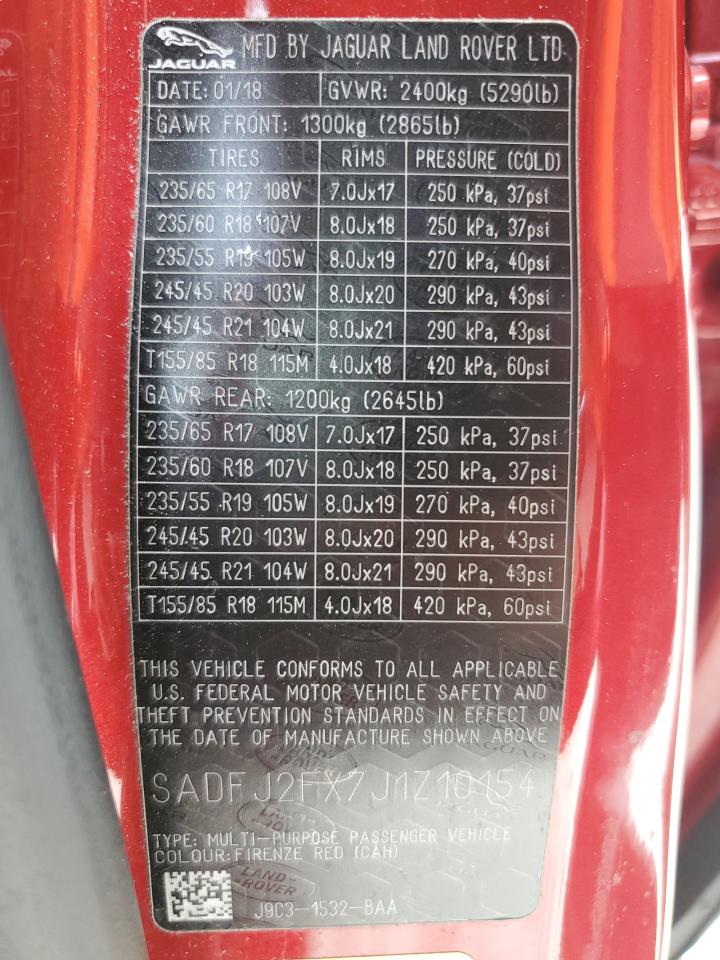 JAGUAR MFD BY JAGUAR LAND ROVER LTD
DATE: 01/18 GVWR: 2400kg (5290lb)
GAWR FRONT: 1300kg (2865lb)
TIRES RIMS PRESSURE (COLD)
235/65 R17 108V 7.0Jx17 250 kPa, 37psi
235/60 R18 107V 8.0Jx18 250 kPa, 37psi
235/55 R19 105W 8.0Jx19 270 kPa, 40psi
245/45 R20 103W 8.0Jx20 290 kPa, 43psi
245/45 R21 104W 8.0Jx21 290 kPa, 43psi
T155/85 R18 115M 4.0Jx18 420 kPa, 60psi
GAWR REAR: 1200kg (2645lb)
235/65 R17 108V 7.0Jx17 250 kPa, 37psi
235/60 R18 107V 8.0Jx18 250 kPa, 37psi
235/55 R19 105W 8.0Jx19 270 kPa, 40psi
245/45 R20 103W 8.0Jx20 290 kPa, 43psi
245/45 R21 104W 8.0Jx21 290 kPa, 43psi
T155/85 R18 115M 4.0Jx18 420 kPa, 60psi
THIS VEHICLE CONFORMS TO ALL APPLICABLE
U.S. FEDERAL MOTOR VEHICLE SAFETY AND
THEFT PREVENTION STANDARDS IN EFFECT ON
THE DATE OF MANUFACTURE SHOWN ABOVE
SADFJ2FX7J1Z10154
TYPE: MULTI-PURPOSE PASSENGER VEHICLE
COLOUR:FIRENZE RED (CAH)
LAND-
ROVER
J9C3-1532-BAA